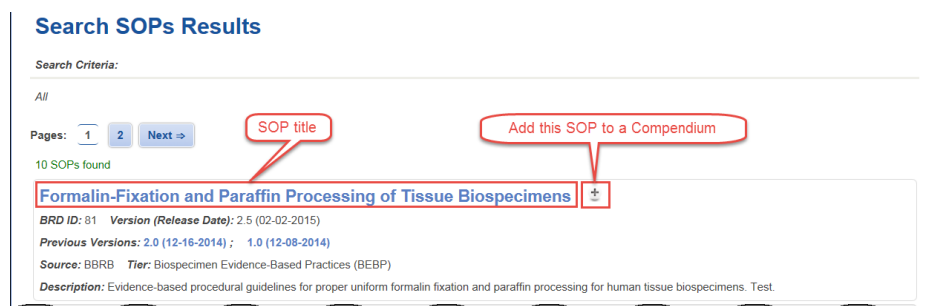 Search SOPs Results
Search Criteria:
All
Pages: 1 2 Next ⇒
SOP title
Add this SOP to a Compendium
10 SOPs found
Formalin-Fixation and Paraffin Processing of Tissue Biospecimens
BRD ID: 81 Version (Release Date): 2.5 (02-02-2015)
Previous Versions: 2.0 (12-16-2014) ; 1.0 (12-08-2014)
Source: BBRB Tier: Biospecimen Evidence-Based Practices (BEBP)
Description: Evidence-based procedural guidelines for proper uniform formalin fixation and paraffin processing for human tissue biospecimens. Test.